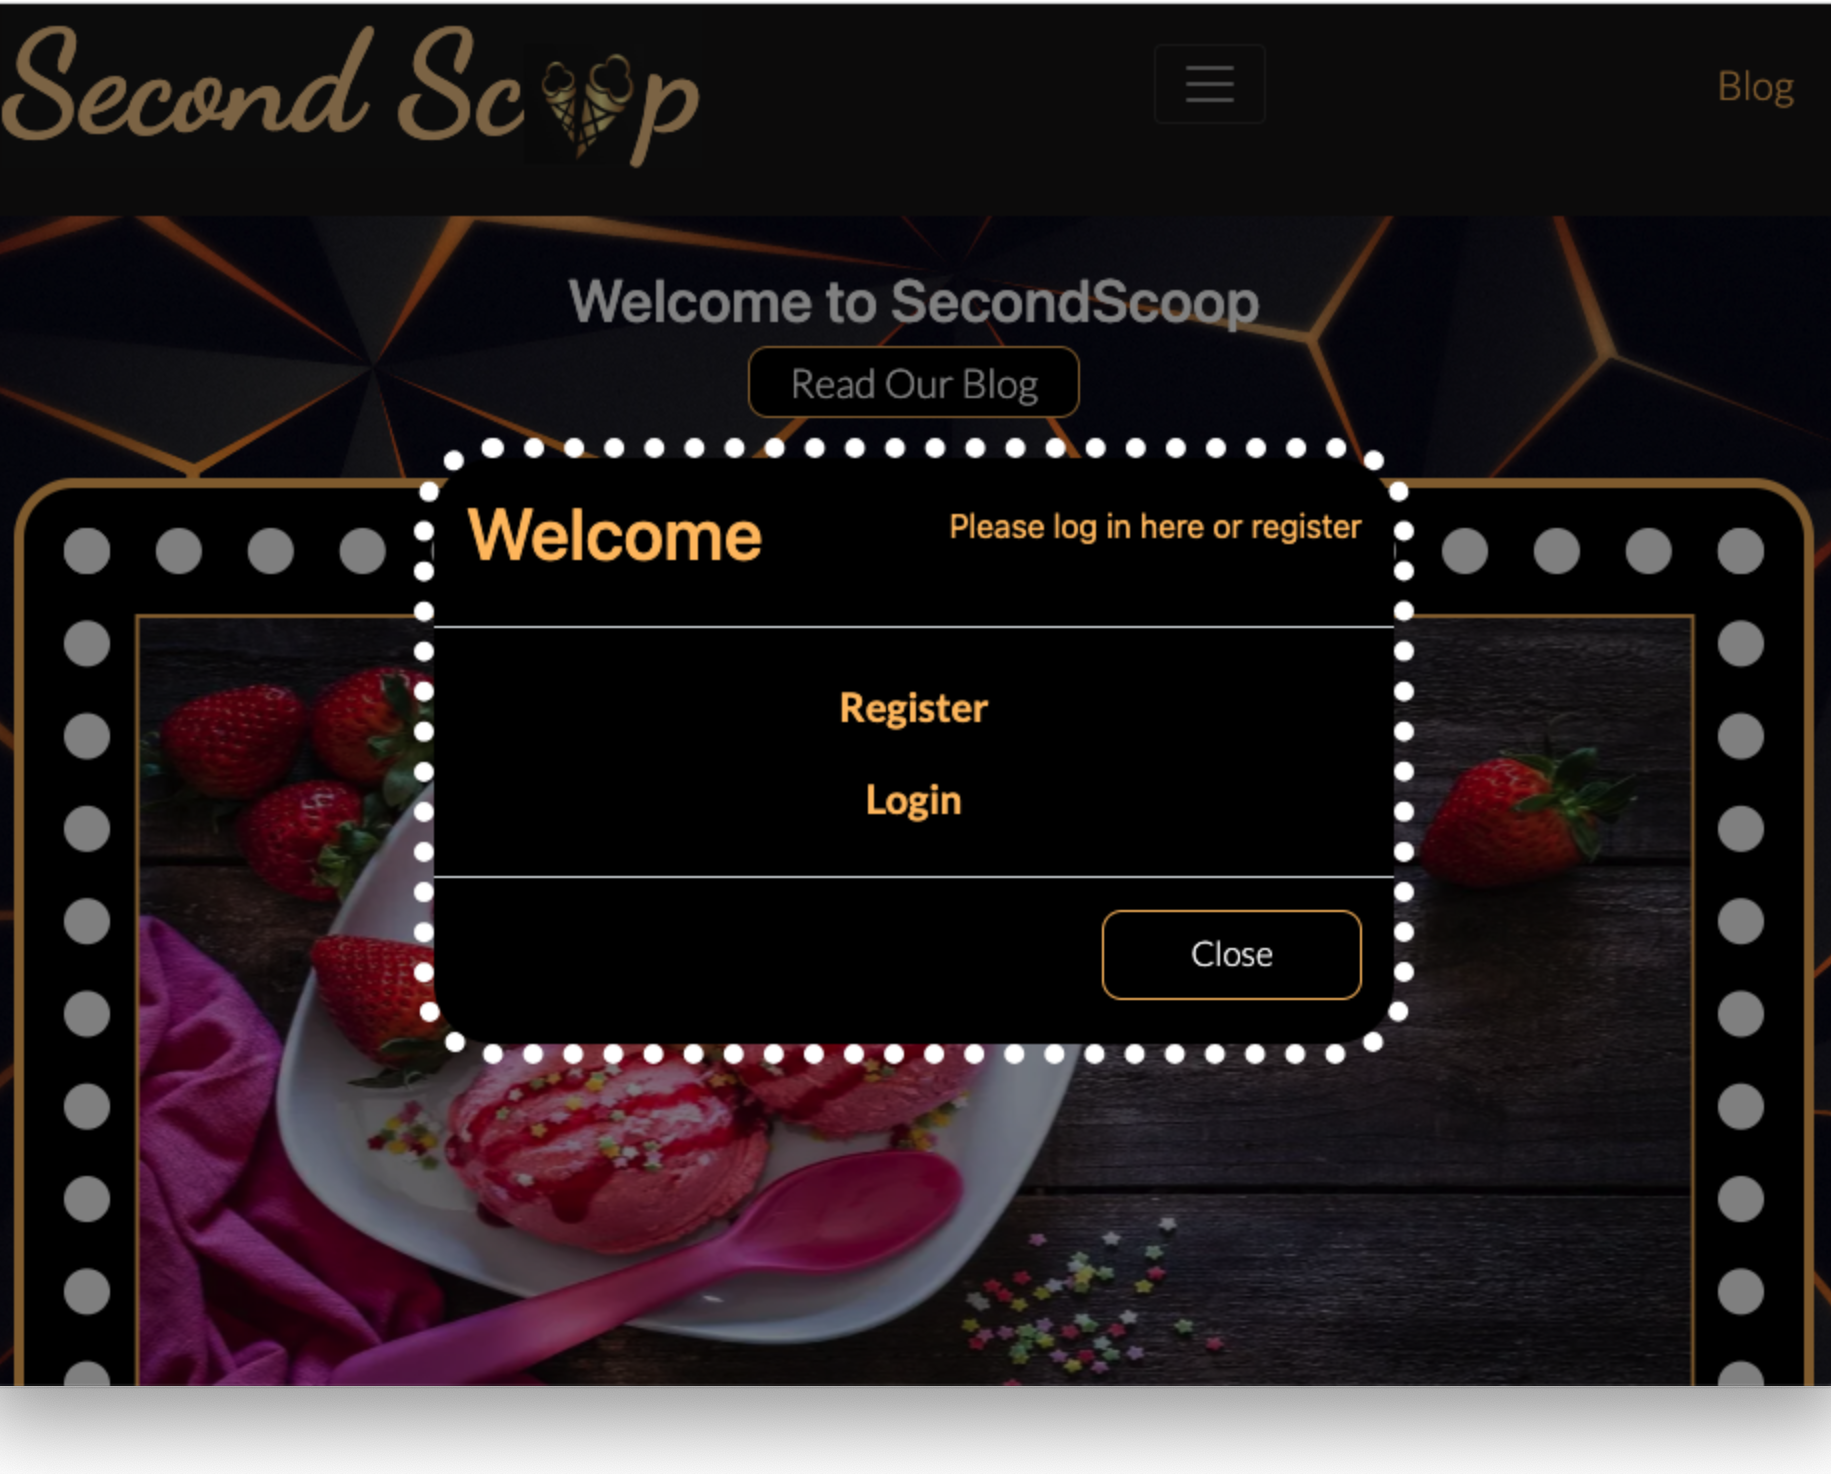 Second Scoop
Blog
Welcome to SecondScoop
Read Our Blog
Welcome
Please log in here or register
Register
Login
Close